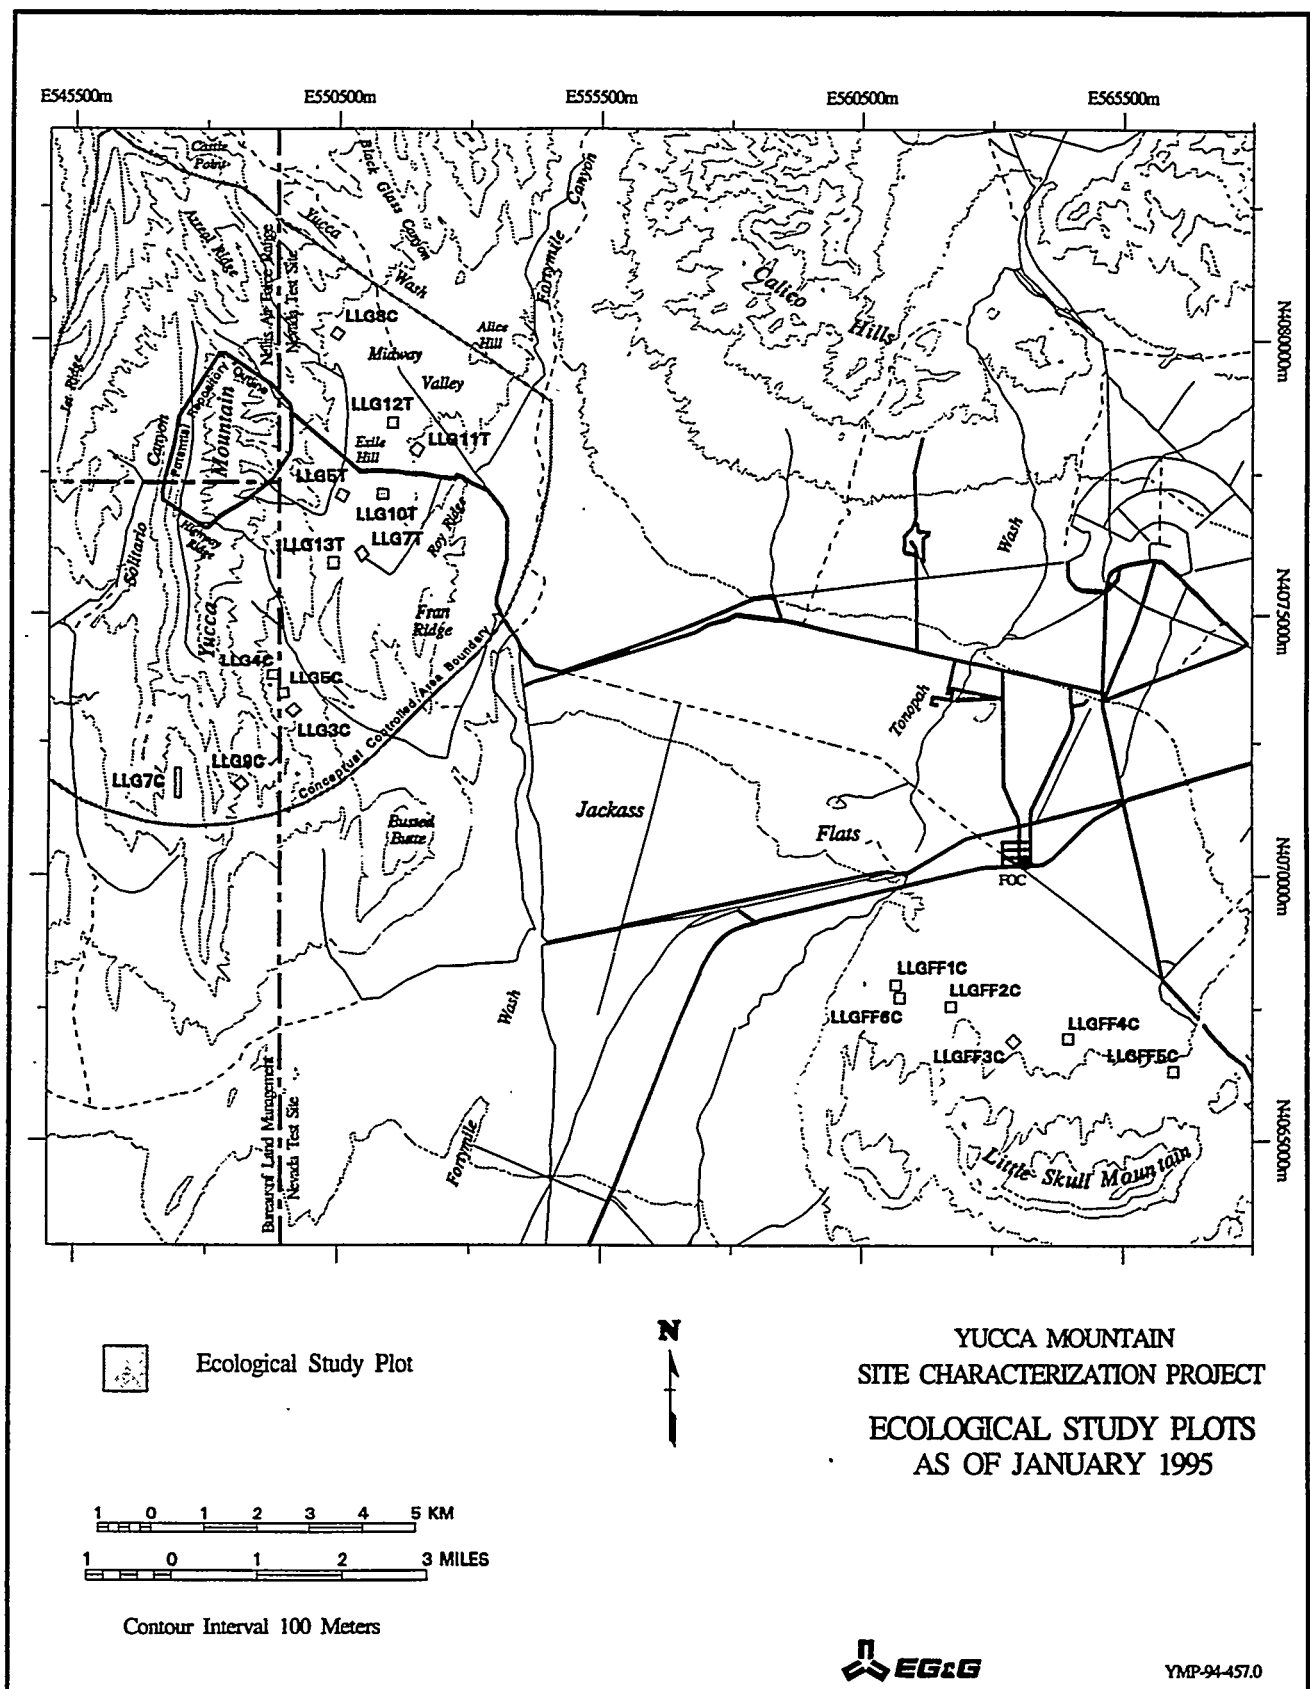 E545500m E550500m E555500m E560500m E565500m
Castle
Point
Black Glass Canyon
Fortymile Canyon
Yucca
Wash
Azreal Ridge
Nellis Air Force Range
Nevada Test Site
Calico
Hills
N4080000m
LLG8C
Alice
Hill
Midway
Valley
Jet Ridge
Potential Repository Outline
LLG12T
LLG11T
Exile
Hill
Canyon
Mountain
LLG5T
LLG10T
LLG7T
Roy Ridge
Highway
Ridge
LLG13T
Solitario
Wash
N4075000m
Fran
Ridge
Yucca
LLG4C
LLG5C
LLG3C
Conceptual Controlled Area Boundary
Tonopah
LLG7C
LLG9C
Busted
Butte
Jackass
Flats
N4070000m
FOC
LLGFF1C
LLGFF2C
LLGFF6C
LLGFF4C
LLGFF3C
LLGFF5C
Wash
Bureau of Land Management
Nevada Test Site
Fortymile
N4065000m
Little Skull Mountain
Ecological Study Plot
N
YUCCA MOUNTAIN
SITE CHARACTERIZATION PROJECT
ECOLOGICAL STUDY PLOTS
AS OF JANUARY 1995
1 0 1 2 3 4 5 KM
1 0 1 2 3 MILES
Contour Interval 100 Meters
EG&G
YMP-94-457.0